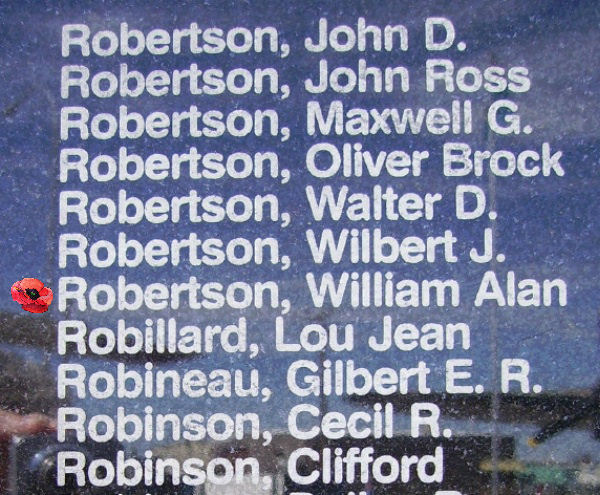 Robertson, John D.
Robertson, John Ross
Robertson, Maxwell G.
Robertson, Oliver Brock
Robertson, Walter D.
Robertson, Wilbert J.
Robertson, William Alan
Robillard, Lou Jean
Robineau, Gilbert E. R.
Robinson, Cecil R.
Robinson, Clifford